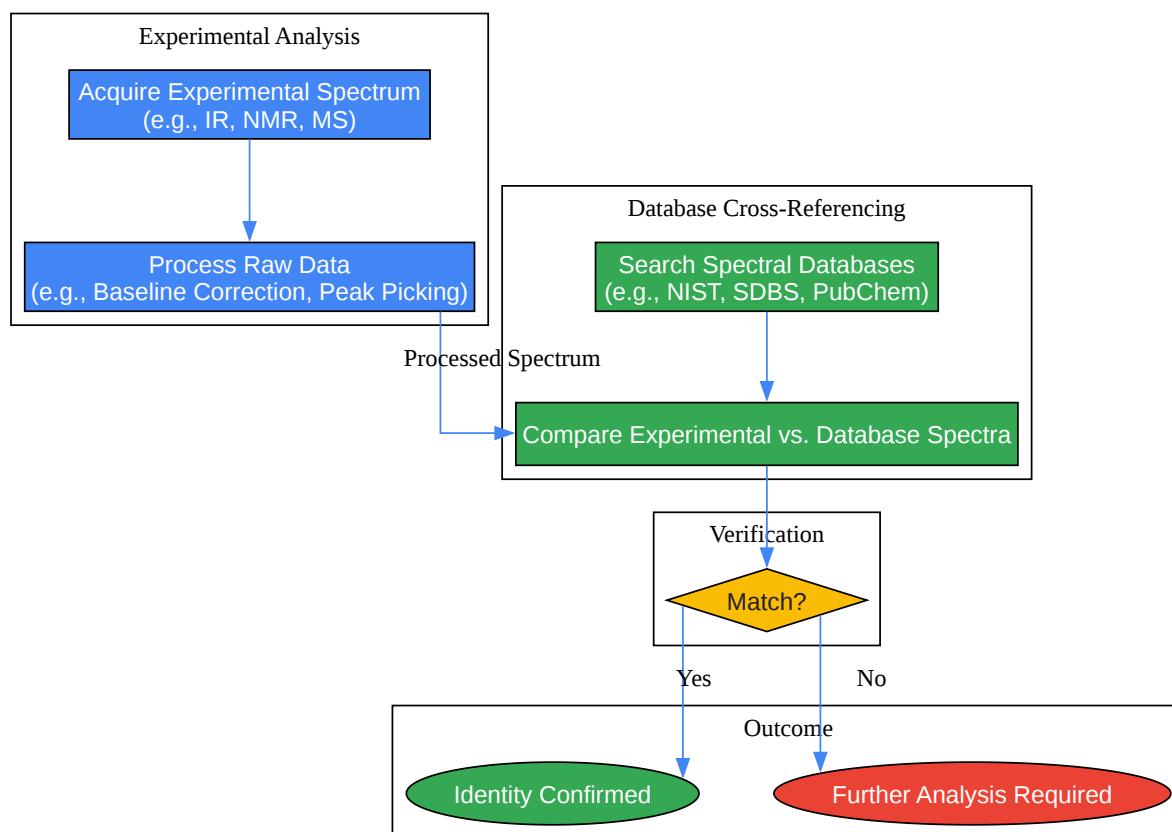 Experimental Analysis
Acquire Experimental Spectrum
(e.g., IR, NMR, MS)
Process Raw Data
(e.g., Baseline Correction, Peak Picking)
Database Cross-Referencing
Search Spectral Databases
(e.g., NIST, SDBS, PubChem)
Processed Spectrum
Compare Experimental vs. Database Spectra
Verification
Match?
Yes
No
Outcome
Identity Confirmed
Further Analysis Required